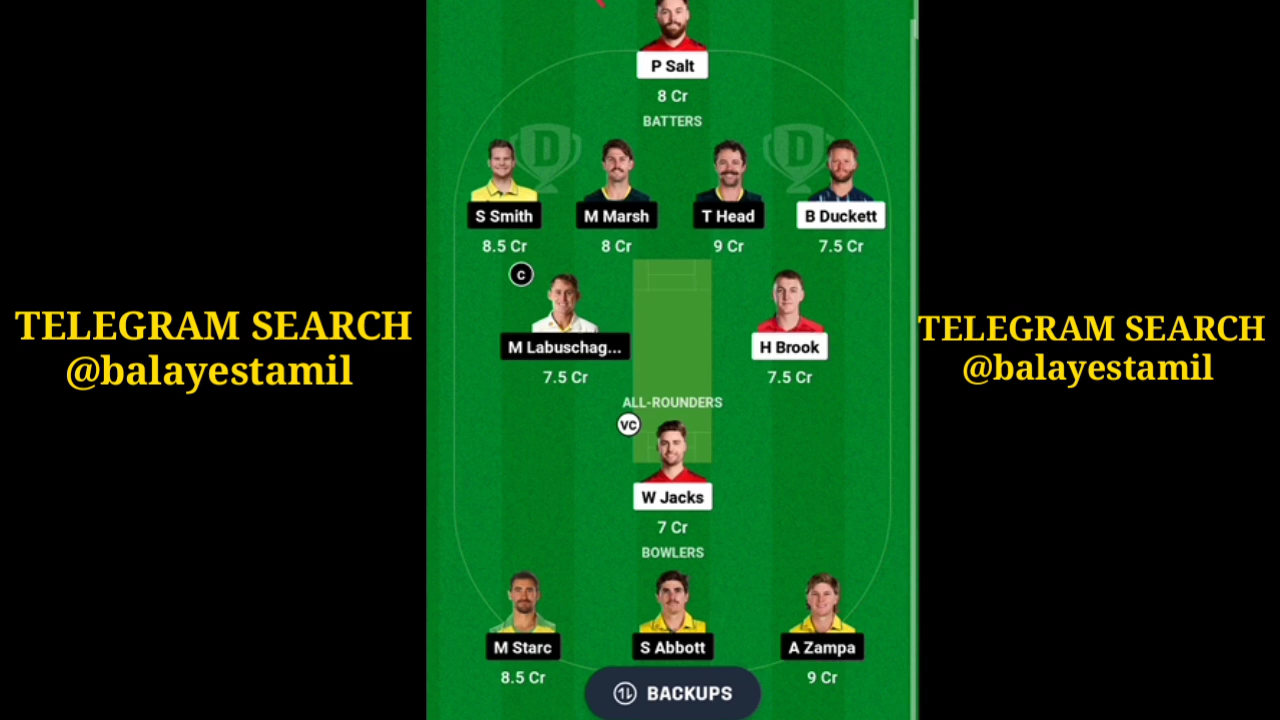 P Salt
8 Cr
BATTERS
D D
S Smith M Marsh T Head B Duckett
8.5 Cr 8 Cr 9 Cr 7.5 Cr
C
M Labuschag... H Brook
7.5 Cr 7.5 Cr
TELEGRAM SEARCH
@balayestamil
TELEGRAM SEARCH
@balayestamil
ALL-ROUNDERS
VC
W Jacks
7 Cr
BOWLERS
M Starc S Abbott A Zampa
8.5 Cr 9 Cr
BACKUPS